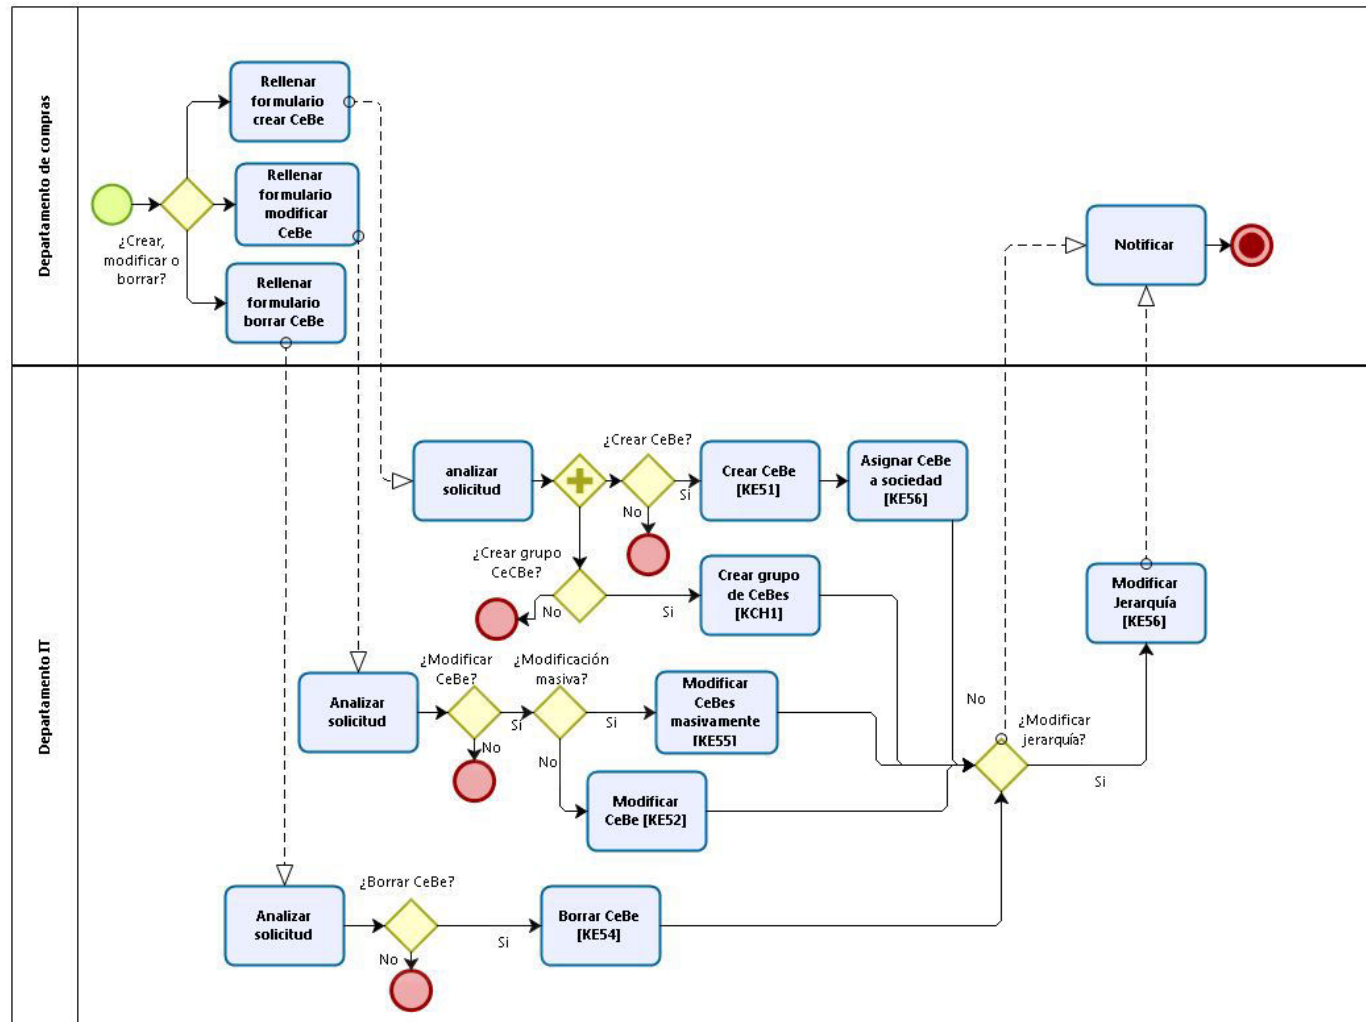 Departamento de compras
Rellenar
formulario
crear CeBe
Rellenar
formulario
modificar
CeBe
¿Crear,
modificar o
borrar?
Rellenar
formulario
borrar CeBe
Notificar
Departamento IT
analizar
solicitud
¿Crear CeBe?
Si
No
Crear CeBe
[KE51]
Asignar CeBe
a sociedad
[KE56]
¿Crear grupo
CeCBe?
No
Si
Crear grupo
de CeBes
[KCH1]
Modificar
Jerarquía
[KE56]
Analizar
solicitud
¿Modificar
CeBe?
Si
No
¿Modificación
masiva?
Si
No
Modificar
CeBes
masivamente
[KE55]
Modificar
CeBe [KE52]
No
¿Modificar
jerarquía?
Si
Analizar
solicitud
¿Borrar CeBe?
Si
No
Borrar CeBe
[KE54]